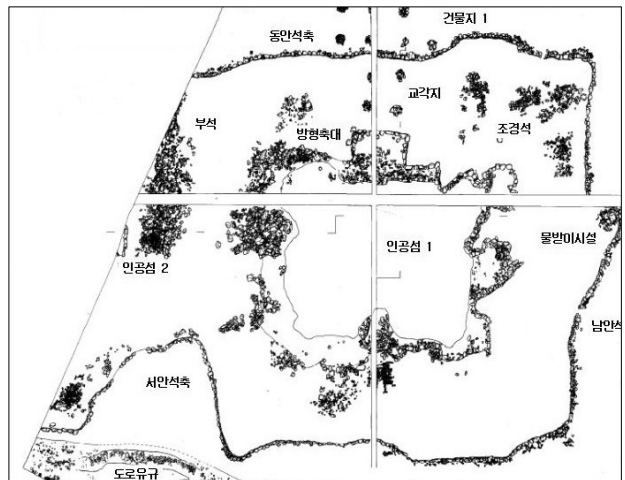 건물지 1
동안석축
교각지
부석
방형축대
조경석
인공섬 1
물받이시설
인공섬 2
남안석
서안석축
도로유구